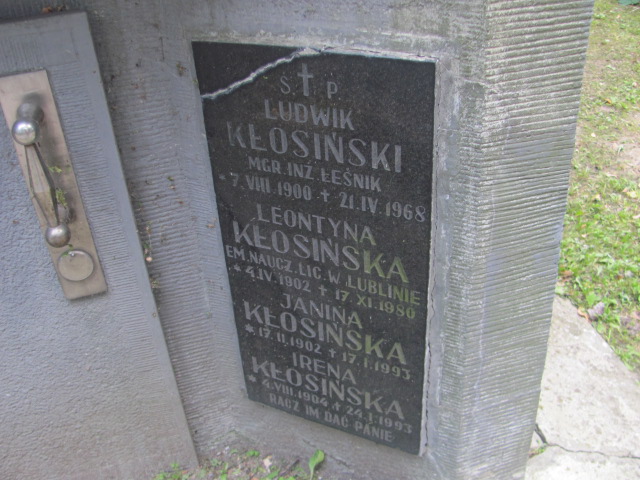 Ś. † P.
LUDWIK
KŁOSIŃSKI
MGR. INŻ LEŚNIK
* 7. VIII. 1900 † 21. IV. 1968
LEONTYNA
KŁOSIŃSKA
EM. NAUCZ. LIC. W. LUBLINIE
* 4. IV. 1902 † 17. XI. 1980
JANINA
KŁOSIŃSKA
* 17. II. 1902 † 17. I. 1993
IRENA
KŁOSIŃSKA
* 4. VIII. 1904 † 24. I. 1993
RACZ IM DAĆ PANIE